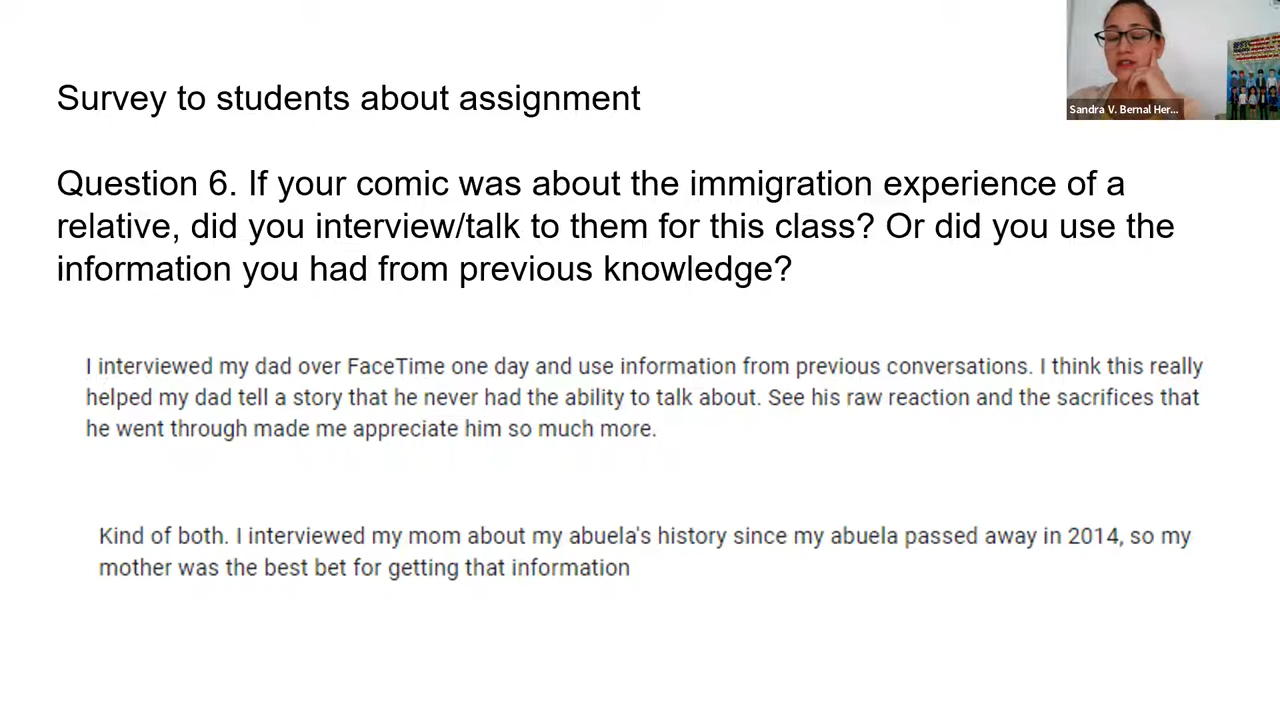 Survey to students about assignment
Sandra V. Bernal Her...
Question 6. If your comic was about the immigration experience of a
relative, did you interview/talk to them for this class? Or did you use the
information you had from previous knowledge?
I interviewed my dad over FaceTime one day and use information from previous conversations. I think this really
helped my dad tell a story that he never had the ability to talk about. See his raw reaction and the sacrifices that
he went through made me appreciate him so much more.
Kind of both. I interviewed my mom about my abuela's history since my abuela passed away in 2014, so my
mother was the best bet for getting that information